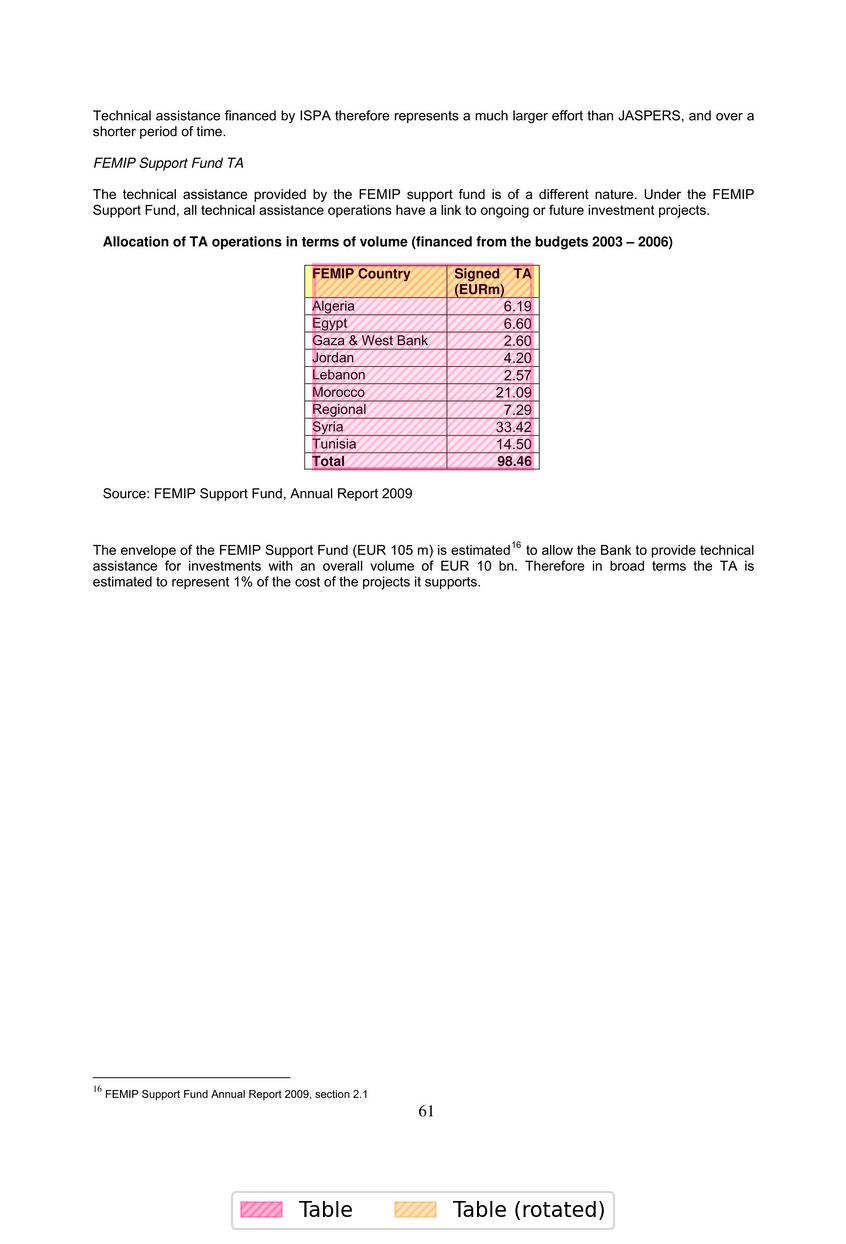 Technical assistance financed by ISPA therefore represents a much larger effort than JASPERS, and over a
shorter period of time.
FEMIP Support Fund TA
The technical assistance provided by the FEMIP support fund is of a different nature. Under the FEMIP
Support Fund, all technical assistance operations have a link to ongoing or future investment projects.
Allocation of TA operations in terms of volume (financed from the budgets 2003 – 2006)
FEMIP Country Signed TA
(EURm)
Algeria 6.19
Egypt 6.60
Gaza & West Bank 2.60
Jordan 4.20
Lebanon 2.57
Morocco 21.09
Regional 7.29
Syria 33.42
Tunisia 14.50
Total 98.46
Source: FEMIP Support Fund, Annual Report 2009
The envelope of the FEMIP Support Fund (EUR 105 m) is estimated16 to allow the Bank to provide technical
assistance for investments with an overall volume of EUR 10 bn. Therefore in broad terms the TA is
estimated to represent 1% of the cost of the projects it supports.
16 FEMIP Support Fund Annual Report 2009, section 2.1
61
Table Table (rotated)